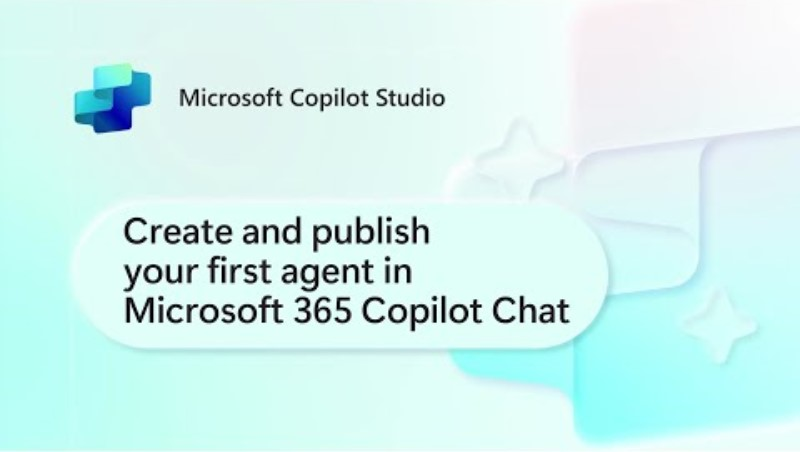 Microsoft Copilot Studio
Create and publish
your first agent in
Microsoft 365 Copilot Chat